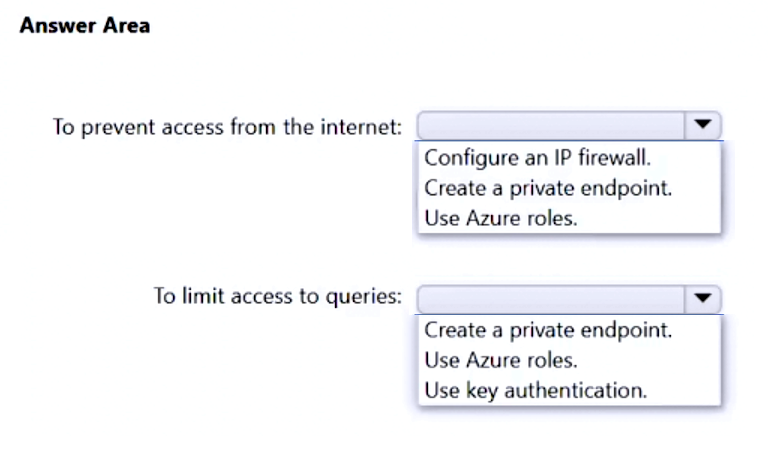 Answer Area
To prevent access from the internet:
Configure an IP firewall.
Create a private endpoint.
Use Azure roles.
To limit access to queries:
Create a private endpoint.
Use Azure roles.
Use key authentication.